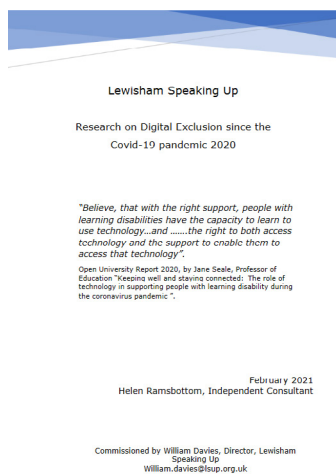 Lewisham Speaking Up
Research on Digital Exclusion since the
Covid-19 pandemic 2020
"Believe, that with the right support, people with
learning disabilities have the capacity to learn to
use technology...and .......the right to both access
technology and the support to enable them to
access that technology".
Open University Report 2020, by Jane Seale, Professor of
Education "Keeping well and staying connected:  The role of
technology in supporting people with learning disability during
the coronavirus pandemic ".
February 2021
Helen Ramsbottom, Independent Consultant
Commissioned by William Davies, Director, Lewisham
Speaking Up
William.davies@lsup.org.uk